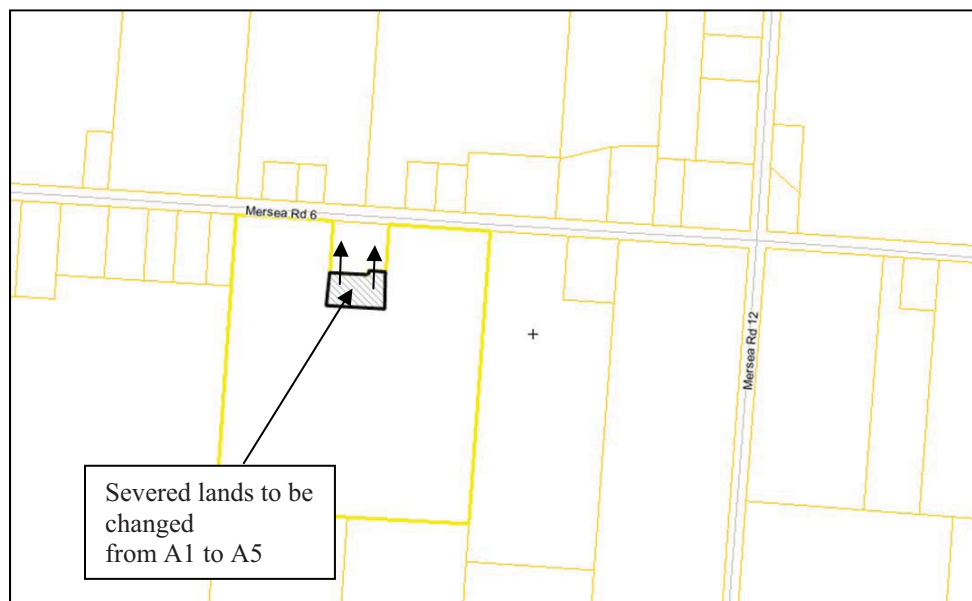 Mersea Rd 6
Mersea Rd 12
Severed lands to be
changed
from A1 to A5